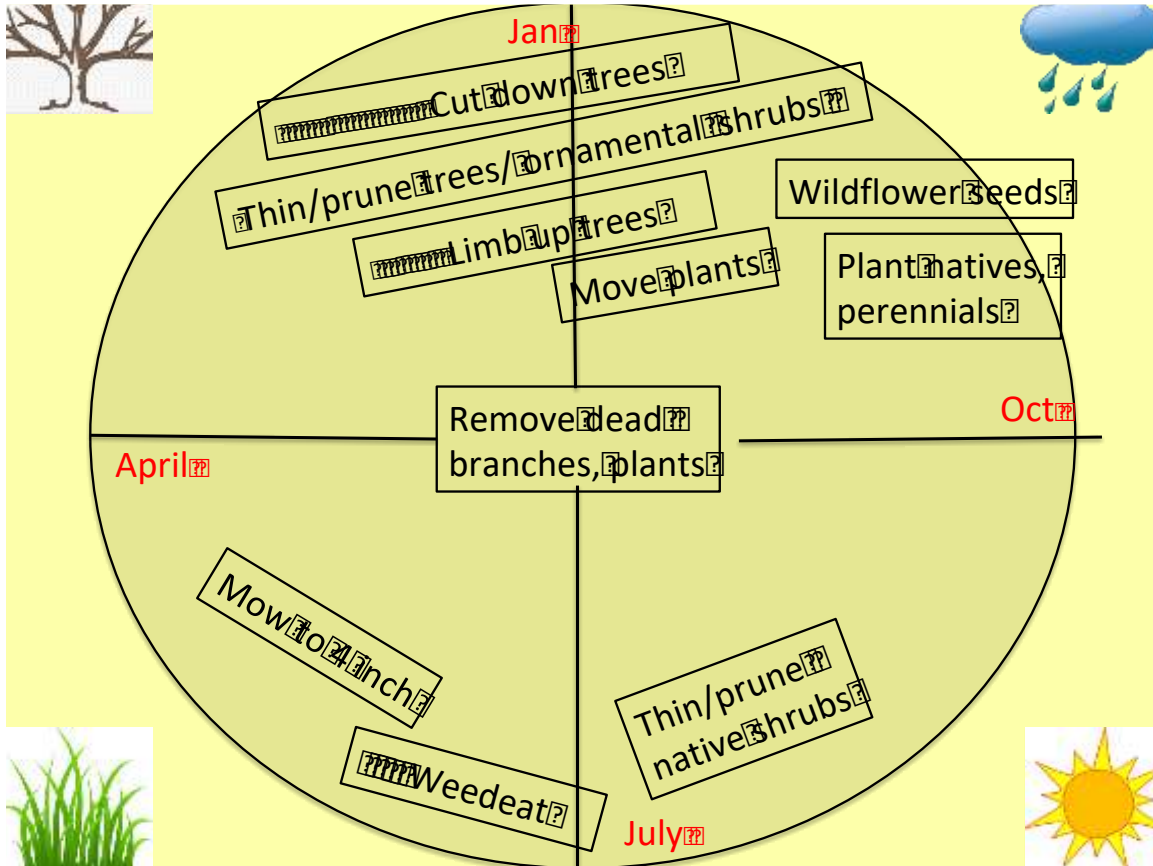 Jan
Cut down trees
Thin/prune trees/ ornamental shrubs
Limb up trees
Move plants
Wildflower seeds
Plant natives,
perennials
Oct
Remove dead
branches, plants
April
Mow to 4 inch
Weedeat
Thin/prune
native shrubs
July